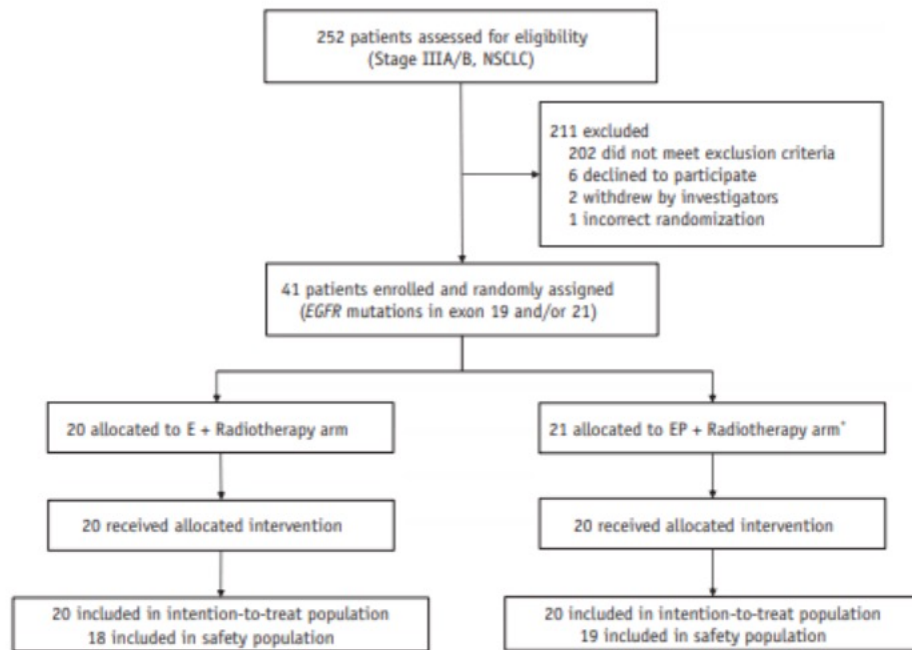 252 patients assessed for eligibility
(Stage IIIA/B, NSCLC)
211 excluded
202 did not meet exclusion criteria
6 declined to participate
2 withdrew by investigators
1 incorrect randomization
41 patients enrolled and randomly assigned
(EGFR mutations in exon 19 and/or 21)
20 allocated to E + Radiotherapy arm
21 allocated to EP + Radiotherapy arm*
20 received allocated intervention
20 received allocated intervention
20 included in intention-to-treat population
18 included in safety population
20 included in intention-to-treat population
19 included in safety population